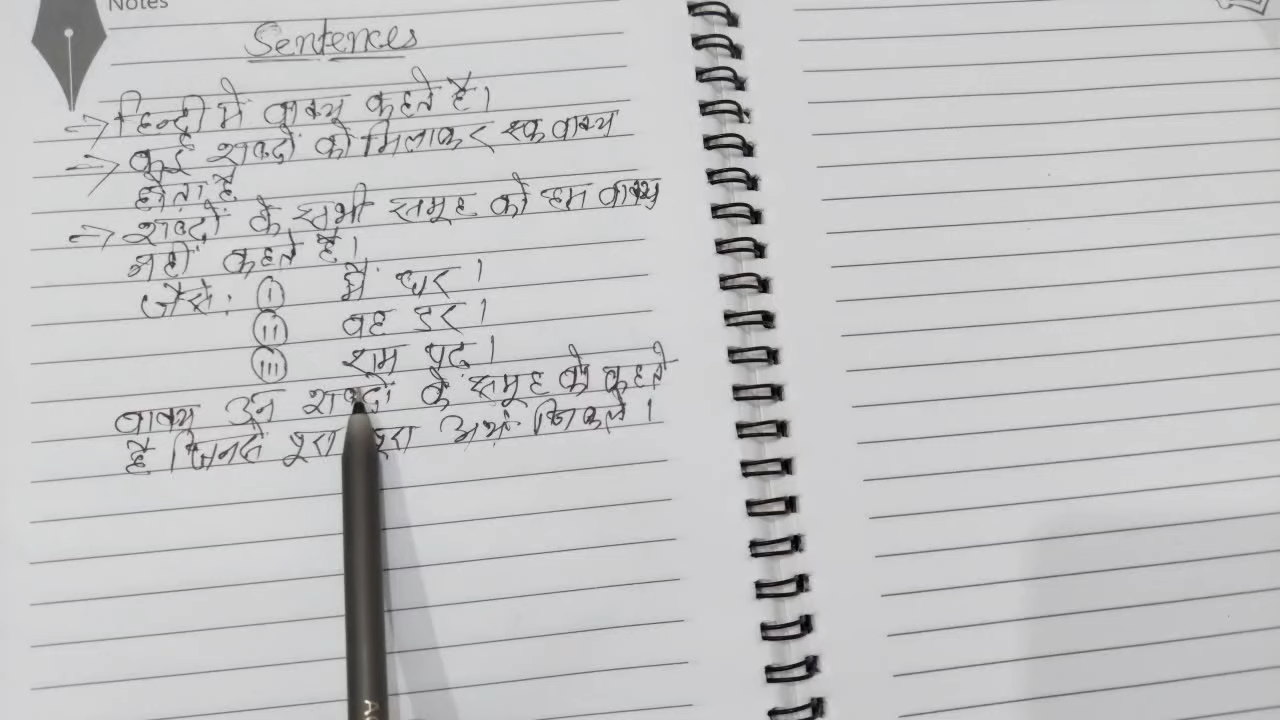 Notes
Sentences
→ हिन्दी में वाक्य कहते है।
→ कई शब्दों को मिलाकर एक वाक्य
होता है
→ शब्दों के सभी समूह को हम वाक्य
नहीं कहते है।
जैसे: (i) मैं घर।
(ii) वह डर।
(iii) राम पढ़।
वाक्य उन शब्दों के समूह को कहते
है जिनसे पूरा पूरा अर्थ निकले।